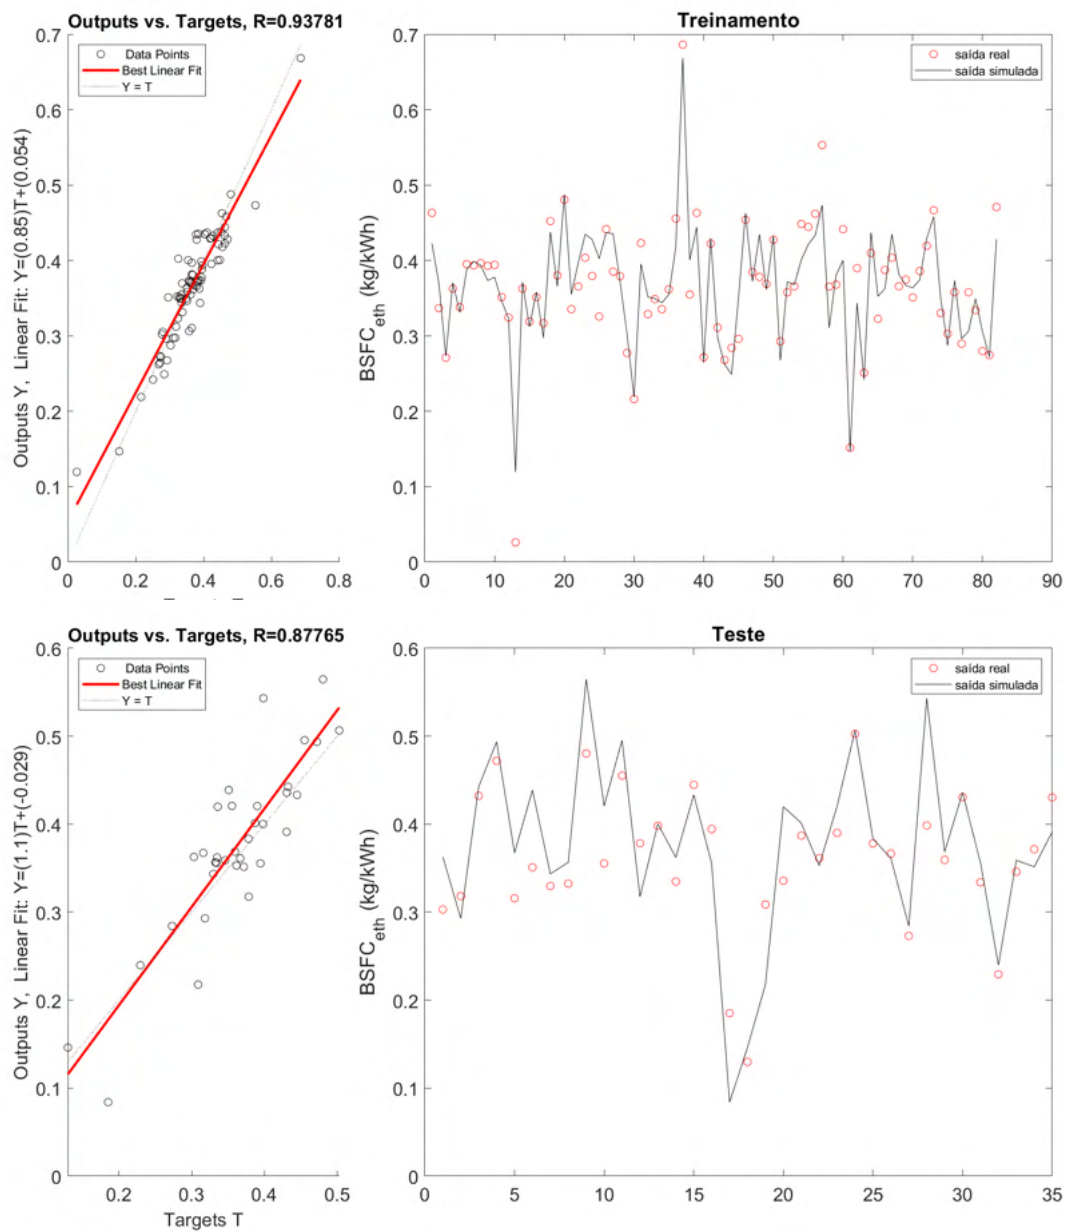 Outputs vs. Targets, R=0.93781
Outputs Y, Linear Fit: Y=(0.85)T+(0.054)
0.7
0.6
0.5
0.4
0.3
0.2
0.1
0
0 0.2 0.4 0.6 0.8
Data Points
Best Linear Fit
Y = T
Treinamento
BSFC_eth (kg/kWh)
0.7
0.6
0.5
0.4
0.3
0.2
0.1
0
0 10 20 30 40 50 60 70 80 90
saída real
saída simulada
Outputs vs. Targets, R=0.87765
Outputs Y, Linear Fit: Y=(1.1)T+(-0.029)
0.6
0.5
0.4
0.3
0.2
0.1
0
0.2 0.3 0.4 0.5
Targets T
Data Points
Best Linear Fit
Y = T
Teste
BSFC_eth (kg/kWh)
0.6
0.5
0.4
0.3
0.2
0.1
0
0 5 10 15 20 25 30 35
saída real
saída simulada